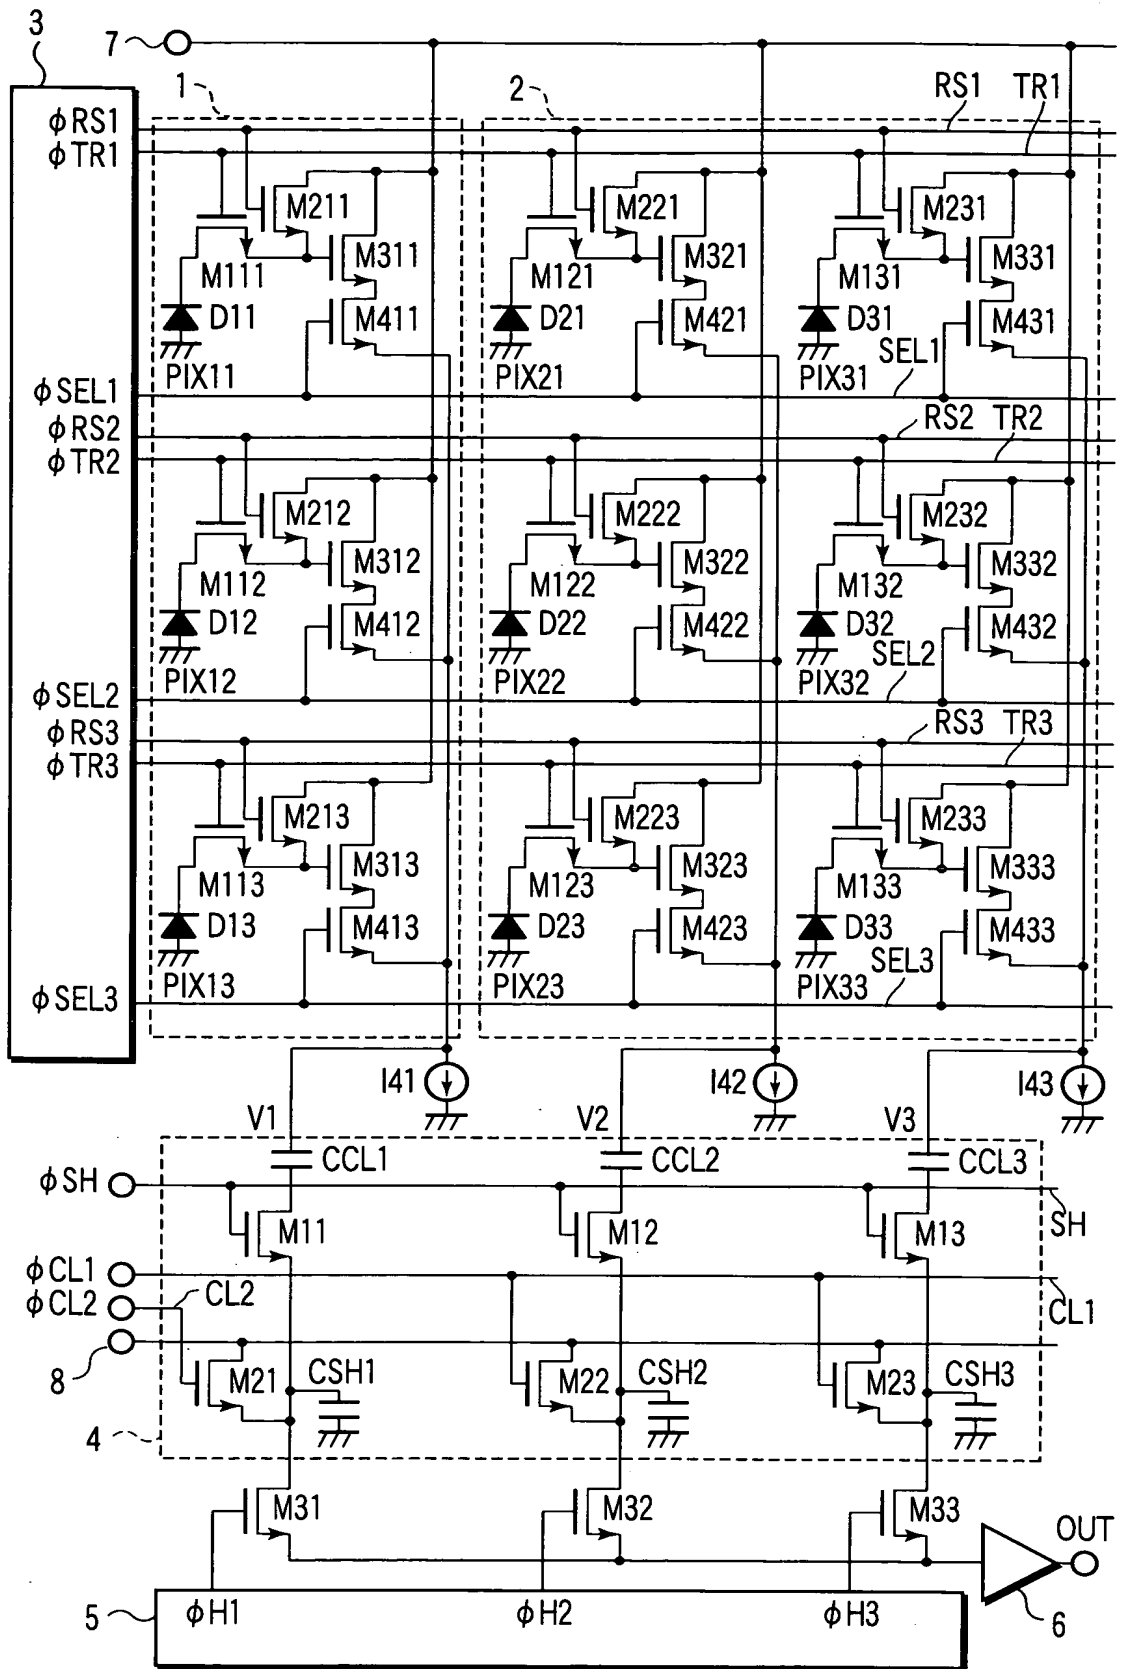 3
7
1
2
RS1
TR1
φRS1
φTR1
M211
M221
M231
M311
M321
M331
M111
M121
M131
D11
M411
D21
M421
D31
M431
PIX11
PIX21
PIX31
SEL1
φSEL1
φRS2
RS2
TR2
φTR2
M212
M222
M232
M312
M322
M332
M112
M122
M132
D12
M412
D22
M422
D32
M432
SEL2
PIX12
PIX22
PIX32
φSEL2
φRS3
RS3
TR3
φTR3
M213
M223
M233
M313
M323
M333
M113
M123
M133
D13
M413
D23
M423
D33
M433
SEL3
PIX13
PIX23
PIX33
φSEL3
I41
I42
I43
V1
V2
V3
CCL1
CCL2
CCL3
φSH
SH
M11
M12
M13
φCL1
CL1
φCL2
CL2
8
M21
CSH1
M22
CSH2
M23
CSH3
4
M31
M32
M33
OUT
5
φH1
φH2
φH3
6